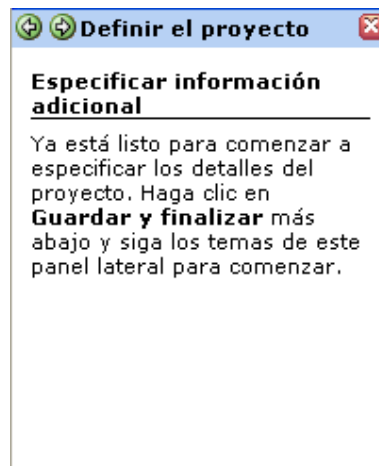 Definir el proyecto
Especificar información
adicional
Ya está listo para comenzar a
especificar los detalles del
proyecto. Haga clic en
Guardar y finalizar más
abajo y siga los temas de este
panel lateral para comenzar.